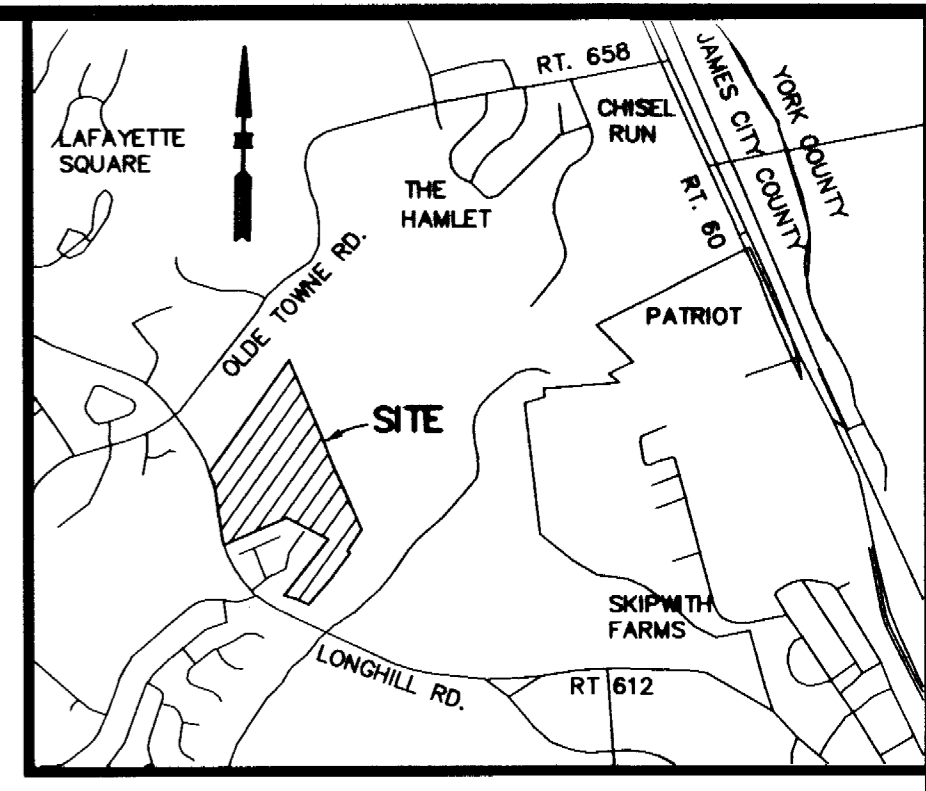 RT. 658
JAMES CITY COUNTY
YORK COUNTY
CHISEL
RUN
LAFAYETTE
SQUARE
THE
HAMLET
RT. 60
OLDE TOWNE RD.
PATRIOT
SITE
SKIPWITH
FARMS
LONGHILL RD.
RT 612